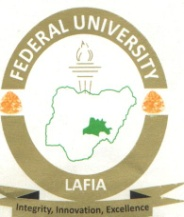 FEDERAL UNIVERSITY
LAFIA
Integrity, Innovation, Excellence